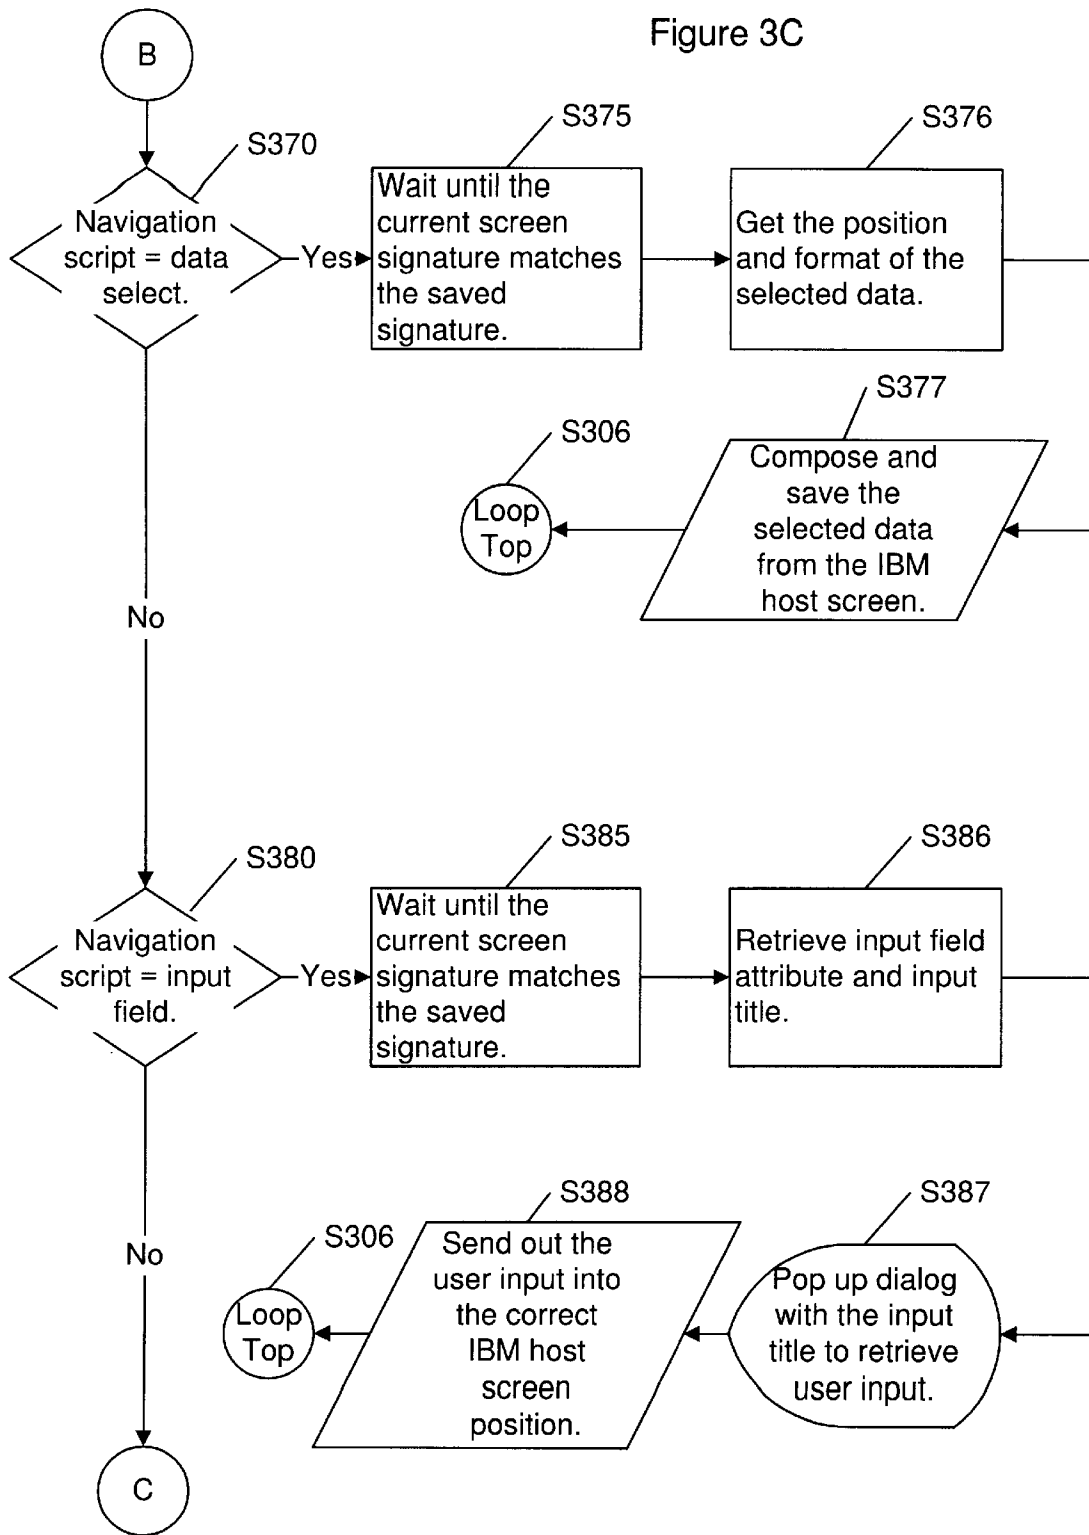 Figure 3C
B
S370
Navigation
script = data
select.
Yes
S375
Wait until the
current screen
signature matches
the saved
signature.
S376
Get the position
and format of the
selected data.
S377
Compose and
save the
selected data
from the IBM
host screen.
S306
Loop
Top
No
S380
Navigation
script = input
field.
Yes
S385
Wait until the
current screen
signature matches
the saved
signature.
S386
Retrieve input field
attribute and input
title.
S387
Pop up dialog
with the input
title to retrieve
user input.
S388
Send out the
user input into
the correct
IBM host
screen
position.
S306
Loop
Top
No
C